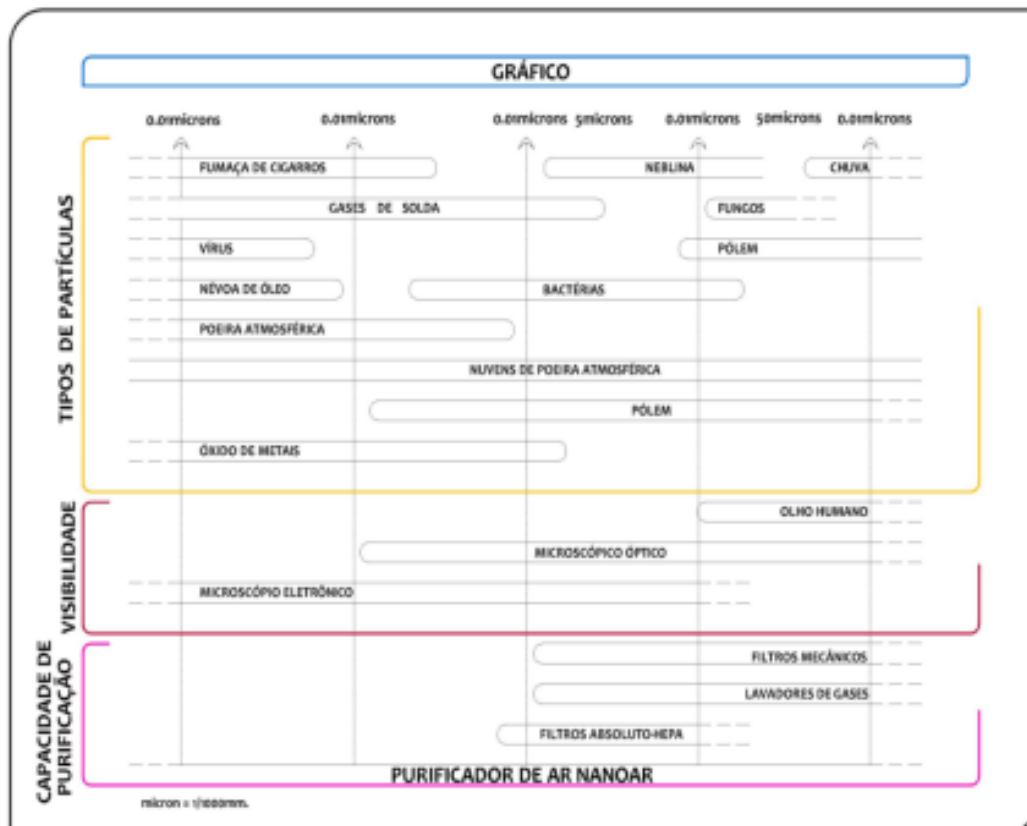 GRÁFICO
0.01microns 0.01microns 0.01microns 5microns 0.01microns 50microns 0.01microns
TIPOS DE PARTÍCULAS
FUMAÇA DE CIGARROS NEBLINA CHUVA
GASES DE SOLDA FUNGOS
VÍRUS PÓLEM
NÉVOA DE ÓLEO BACTÉRIAS
POEIRA ATMOSFÉRICA
NUVENS DE POEIRA ATMOSFÉRICA
PÓLEM
ÓXIDO DE METAIS
VISIBILIDADE
OLHO HUMANO
MICROSCÓPICO ÓPTICO
MICROSCÓPIO ELETRÔNICO
CAPACIDADE DE
PURIFICAÇÃO
FILTROS MECÂNICOS
LAVADORES DE GASES
FILTROS ABSOLUTO-HEPA
PURIFICADOR DE AR NANOAR
micron = 1/1000mm.